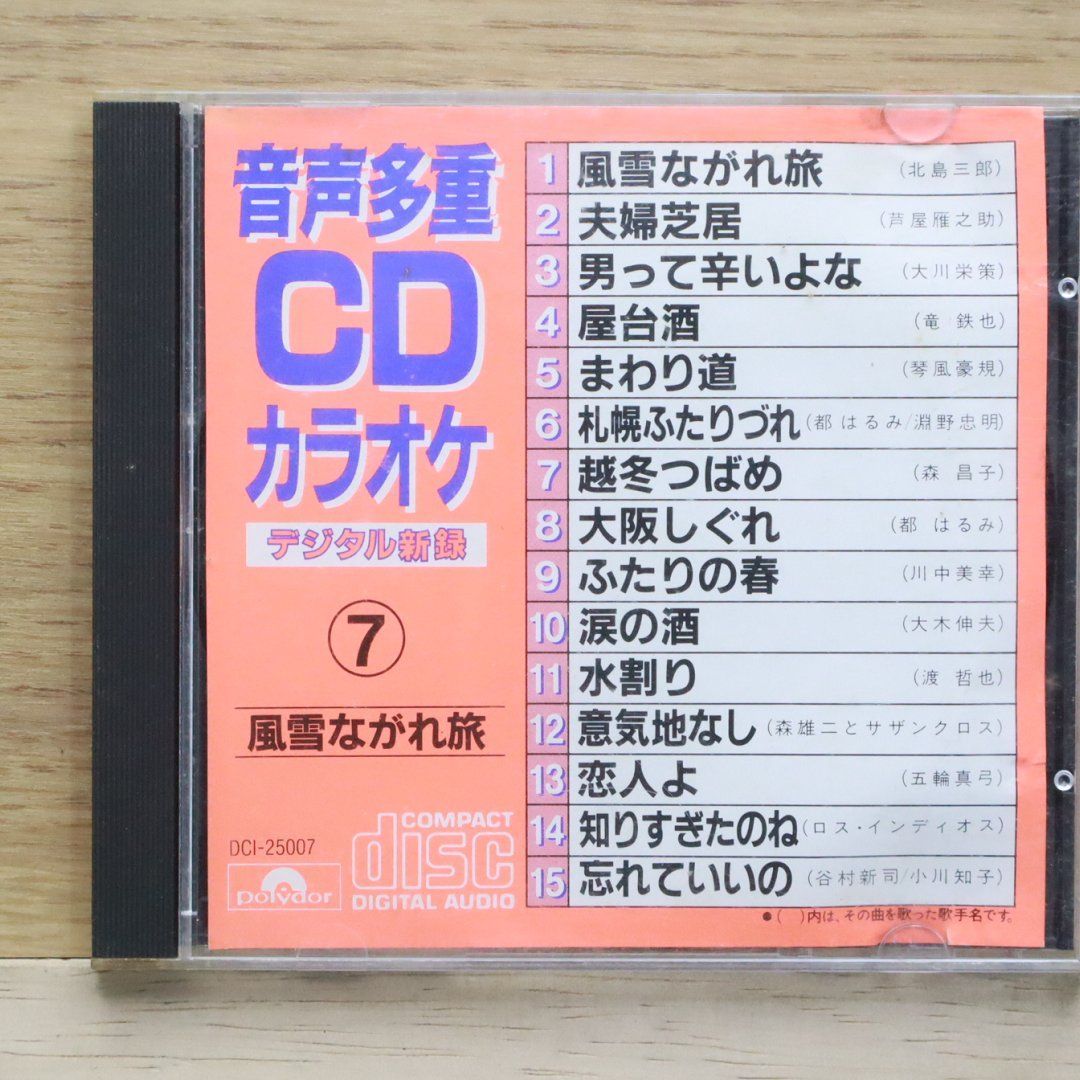 音声多重
CD
カラオケ
デジタル新録
⑦
風雪ながれ旅
DCI-25007
polydor
COMPACT
disc
DIGITAL AUDIO
1 風雪ながれ旅 (北島三郎)
2 夫婦芝居 (芦屋雁之助)
3 男って辛いよな (大川栄策)
4 屋台酒 (竜 鉄也)
5 まわり道 (琴風豪規)
6 札幌ふたりづれ (都 はるみ/淵野忠明)
7 越冬つばめ (森 昌子)
8 大阪しぐれ (都 はるみ)
9 ふたりの春 (川中美幸)
10 涙の酒 (大木伸夫)
11 水割り (渡 哲也)
12 意気地なし (森雄二とサザンクロス)
13 恋人よ (五輪真弓)
14 知りすぎたのね (ロス・インディオス)
15 忘れていいの (谷村新司/小川知子)
●( )内は、その曲を歌った歌手名です。